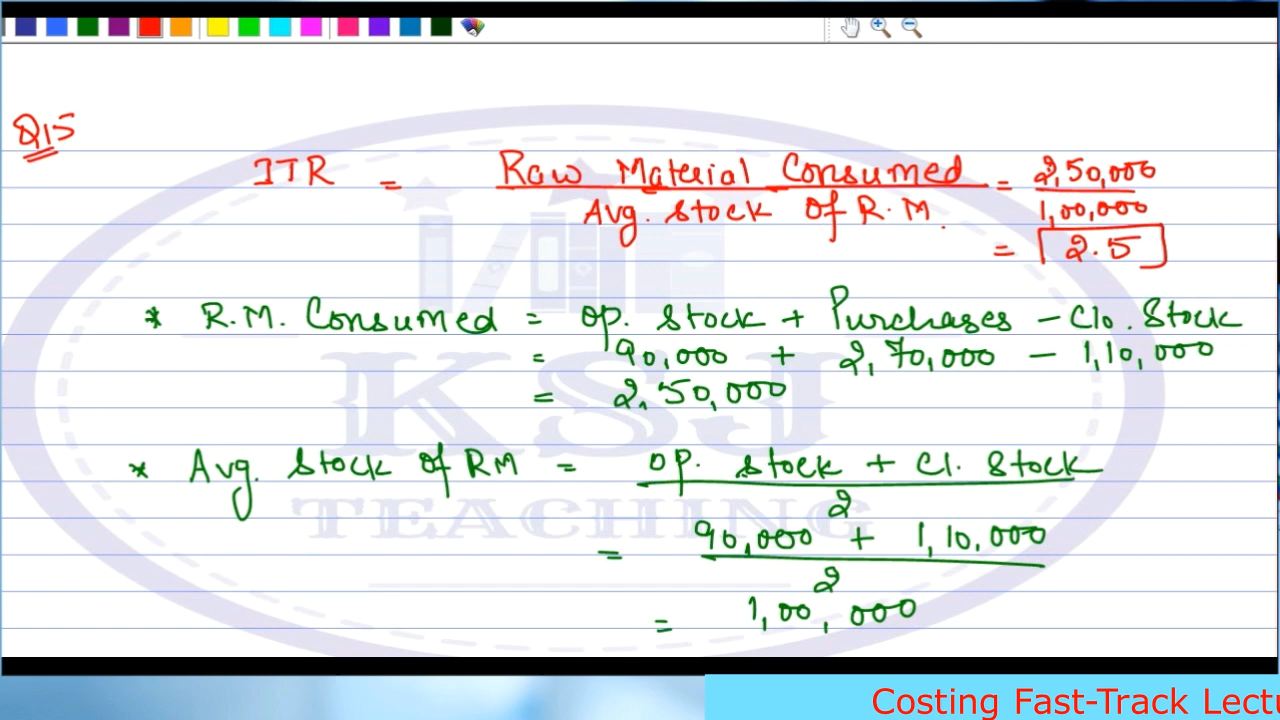 Q15
ITR = Raw Material Consumed = 2,50,000
Avg. Stock Of R.M. 1,00,000
= 2.5
* R.M. Consumed = Op. Stock + Purchases - Clo. Stock
= 90,000 + 2,70,000 - 1,10,000
= 2,50,000
* Avg. Stock Of RM = Op. Stock + Cl. Stock
2
= 90,000 + 1,10,000
2
= 1,00,000
KSJ
TEACHING
Costing Fast-Track Lectu